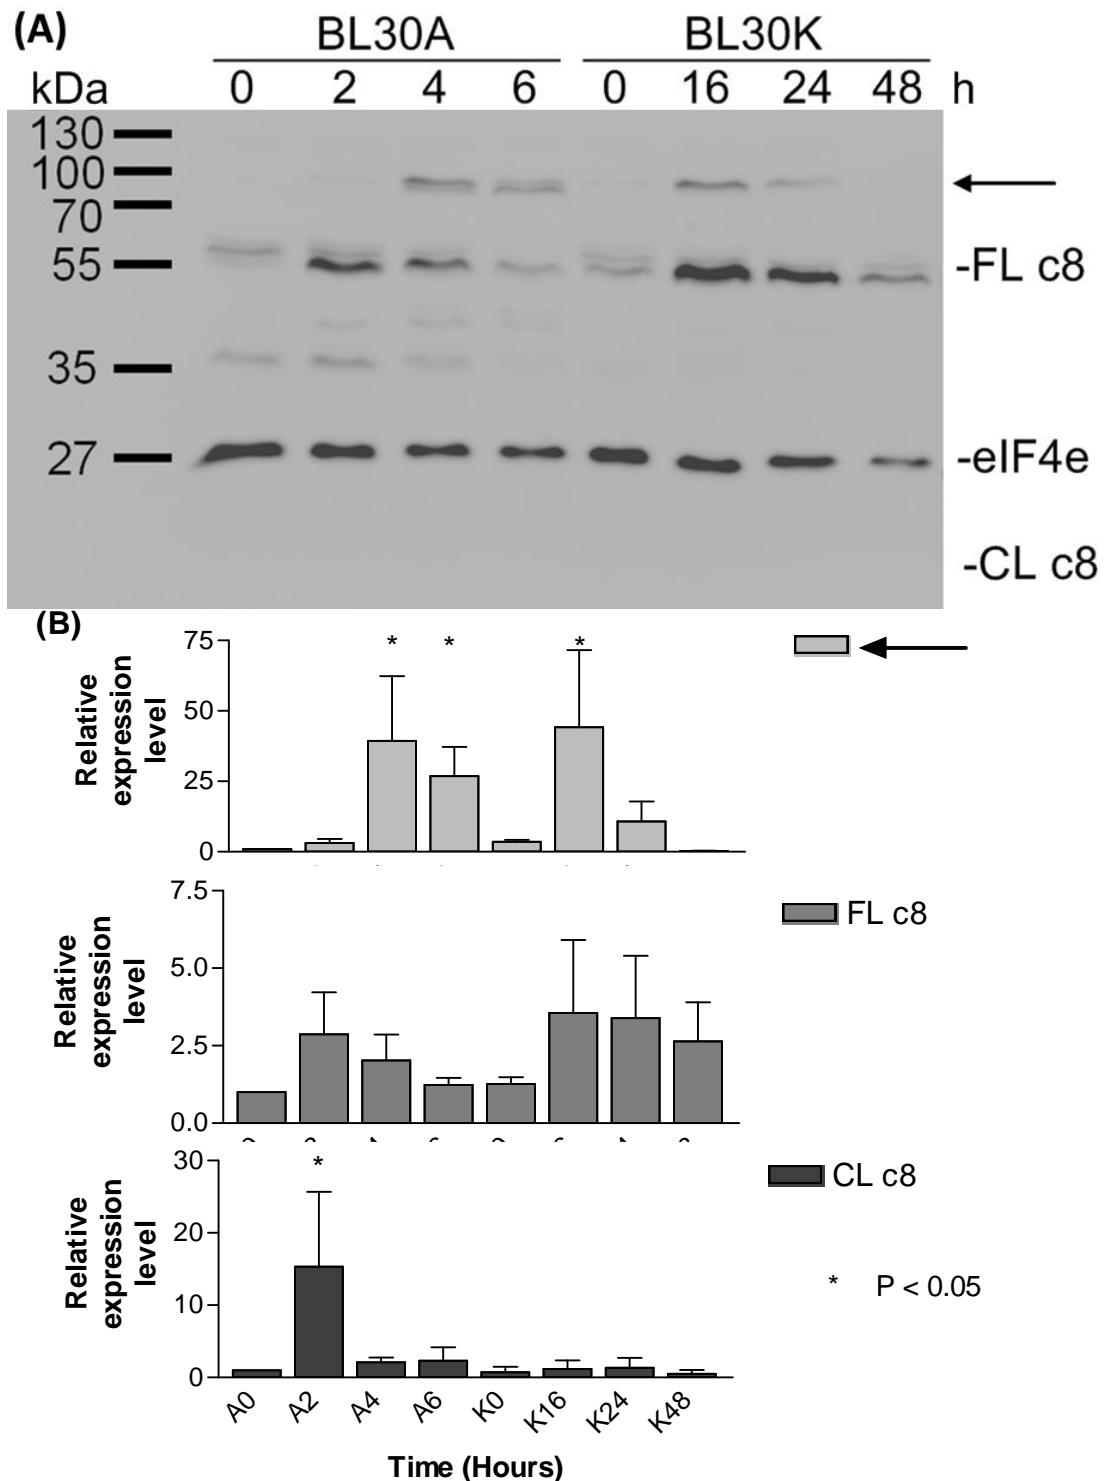 (A)
BL30A BL30K
kDa 0 2 4 6 0 16 24 48 h
130
100
70
55 -FL c8
35
27 -eIF4e
-CL c8
(B)
Relative
expression
level
75
50
25
0
* * *
Relative
expression
level
7.5
5.0
2.5
0.0
FL c8
Relative
expression
level
30
20
10
0
*
CL c8
* P < 0.05
A0 A2 A4 A6 K0 K16 K24 K48
Time (Hours)